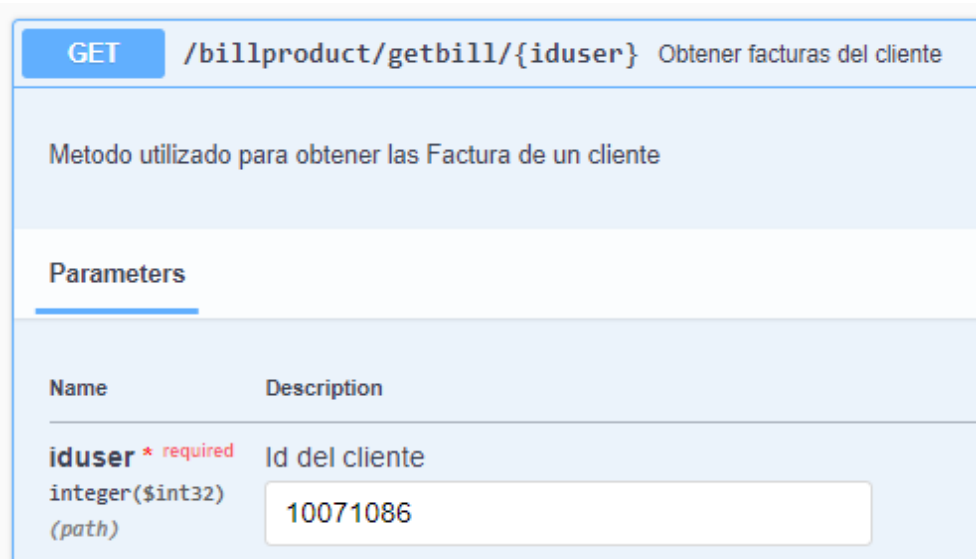 GET /billproduct/getbill/{iduser} Obtener facturas del cliente
Metodo utilizado para obtener las Factura de un cliente
Parameters
Name Description
iduser * required Id del cliente
integer($int32)
10071086
(path)